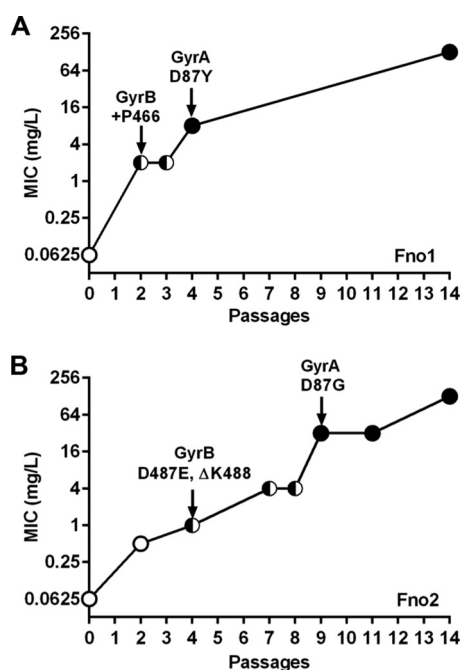 A
256
64
16
4
1
0.25
0.0625
MIC (mg/L)
GyrB
+P466
GyrA
D87Y
Fno1
0 1 2 3 4 5 6 7 8 9 10 11 12 13 14
Passages
B
256
64
16
4
1
0.25
0.0625
MIC (mg/L)
GyrB
D487E, ΔK488
GyrA
D87G
Fno2
0 1 2 3 4 5 6 7 8 9 10 11 12 13 14
Passages